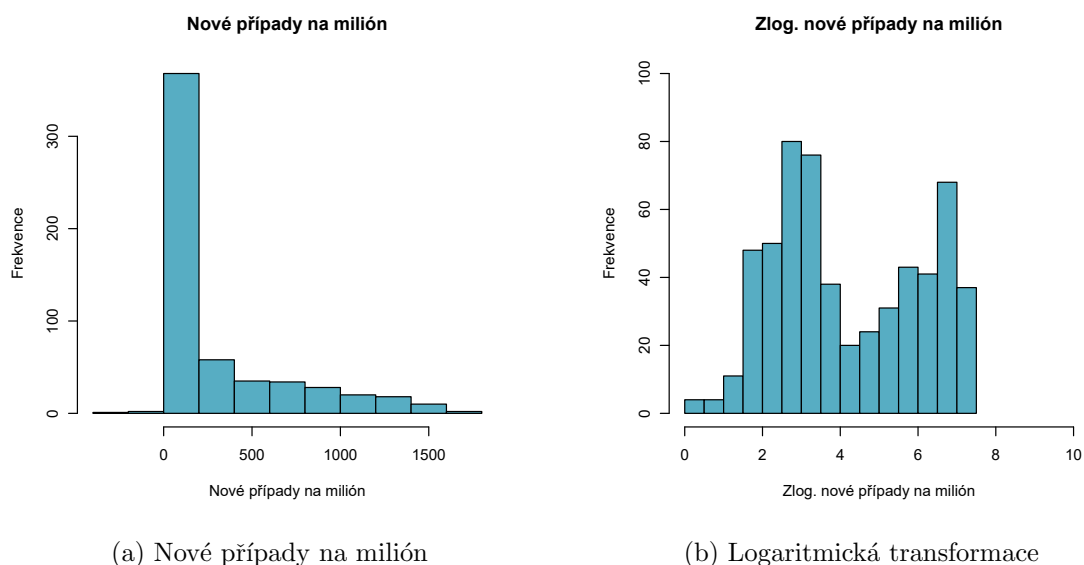 Nové případy na milión
Frekvence
300
200
100
0
0 500 1000 1500
Nové případy na milión
(a) Nové případy na milión
Zlog. nové případy na milión
Frekvence
100
80
60
40
20
0
0 2 4 6 8 10
Zlog. nové případy na milión
(b) Logaritmická transformace